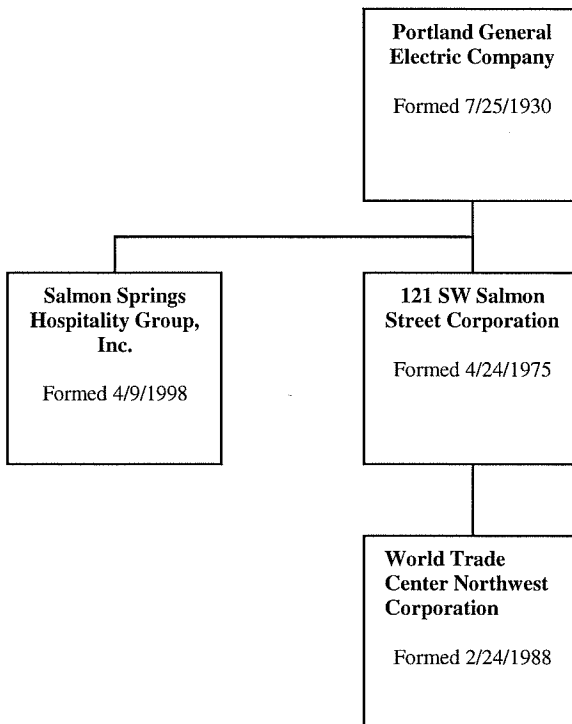 Portland General
Electric Company
Formed 7/25/1930
Salmon Springs
Hospitality Group,
Inc.
Formed 4/9/1998
121 SW Salmon
Street Corporation
Formed 4/24/1975
World Trade
Center Northwest
Corporation
Formed 2/24/1988